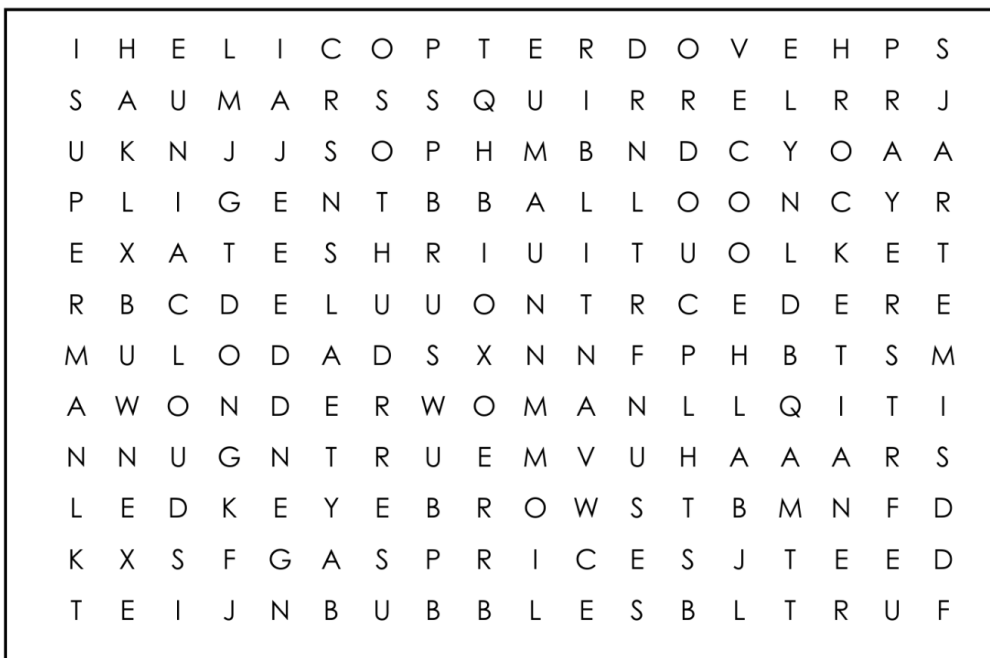 I H E L I C O P T E R D O V E H P S
S A U M A R S S Q U I R R E L R R J
U K N J J S O P H M B N D C Y O A A
P L I G E N T B B A L L O O N C Y R
E X A T E S H R I U I T U O L K E T
R B C D E L U U O N T R C E D E R E
M U L O D A D S X N N F P H B T S M
A W O N D E R W O M A N L L Q I T I
N N U G N T R U E M V U H A A A R S
L E D K E Y E B R O W S T B M N F D
K X S F G A S P R I C E S J T E E D
T E I J N B U B B L E S B L T R U F